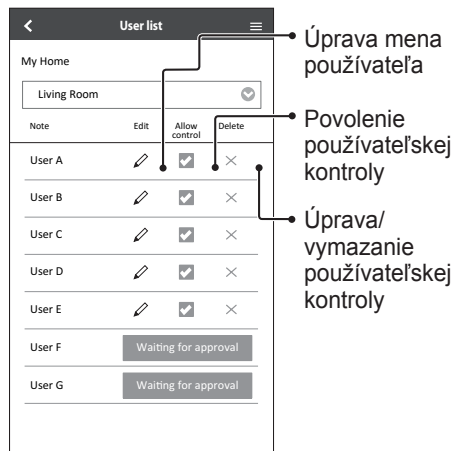 User list
My Home
Living Room
Note Edit Allow control Delete
User A
User B
User C
User D
User E
User F Waiting for approval
User G Waiting for approval
Úprava mena
používateľa
Povolenie
používateľskej
kontroly
Úprava/
vymazanie
používateľskej
kontroly